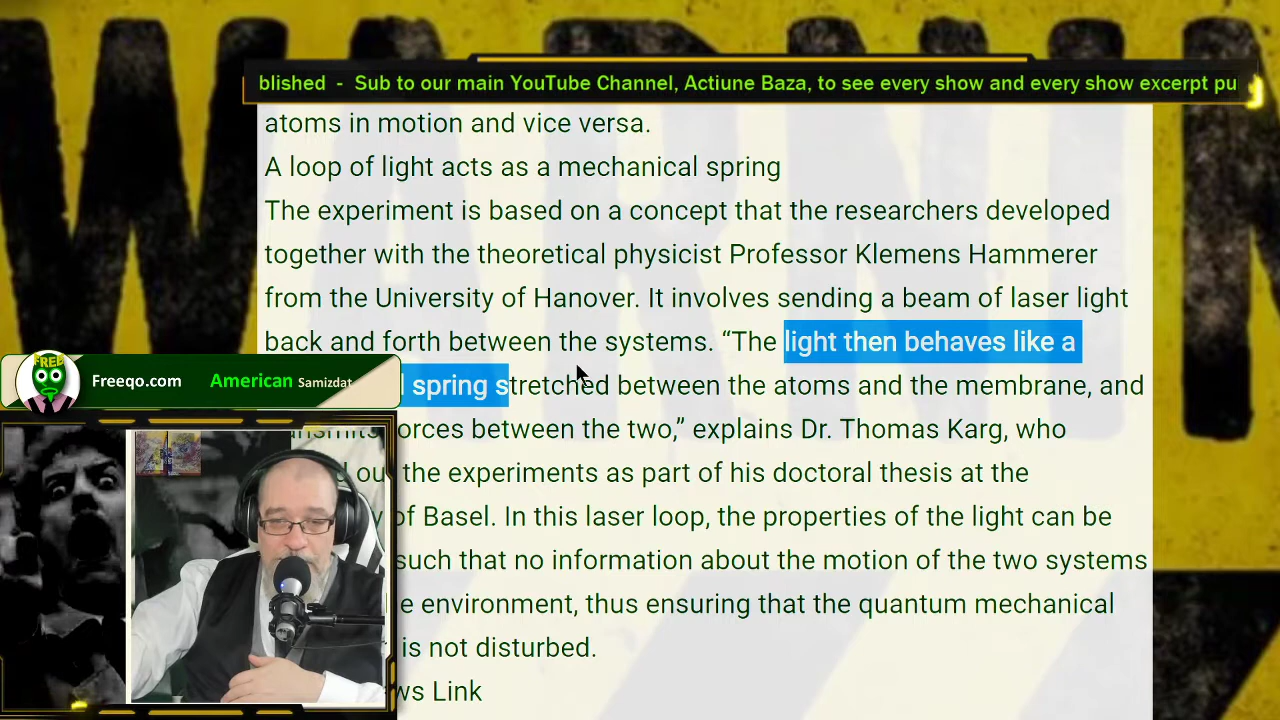 WARNING
blished - Sub to our main YouTube Channel, Actiune Baza, to see every show and every show excerpt pu
atoms in motion and vice versa.
A loop of light acts as a mechanical spring
The experiment is based on a concept that the researchers developed
together with the theoretical physicist Professor Klemens Hammerer
from the University of Hanover. It involves sending a beam of laser light
back and forth between the systems. “The light then behaves like a
spring stretched between the atoms and the membrane, and
forces between the two,” explains Dr. Thomas Karg, who
out the experiments as part of his doctoral thesis at the
of Basel. In this laser loop, the properties of the light can be
such that no information about the motion of the two systems
environment, thus ensuring that the quantum mechanical
is not disturbed.
Link
FREE
Freeqo.com American Samizdat